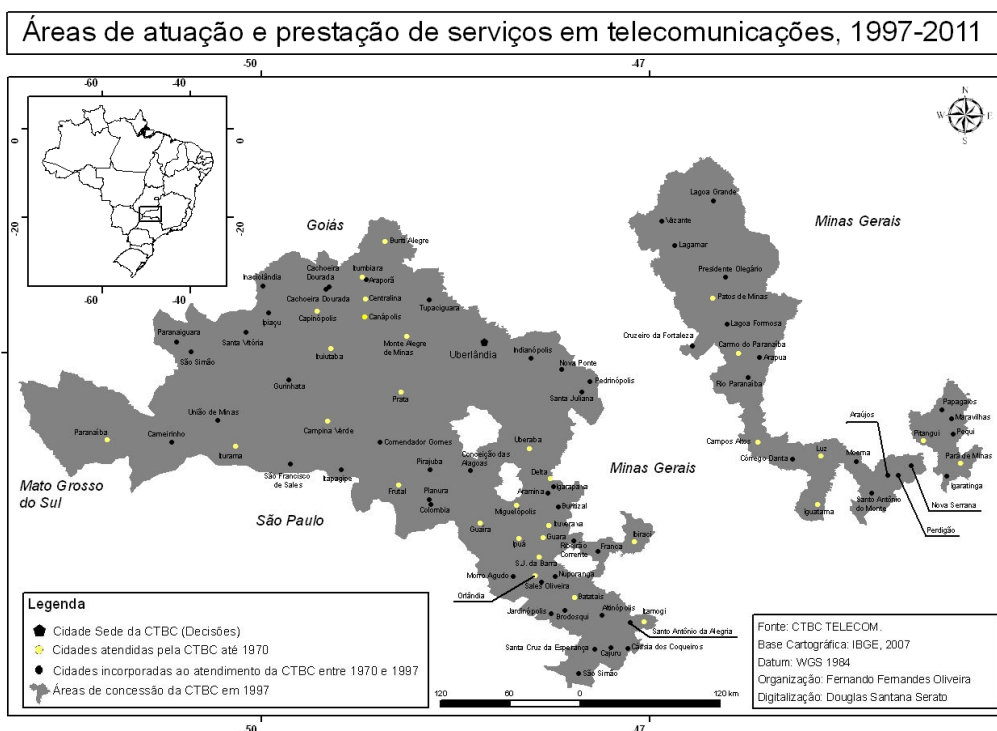 Áreas de atuação e prestação de serviços em telecomunicações, 1997-2011
-50
-47
-60
-40
0
0
-20
-20
-60
-40
N
W
E
S
Goiás
Minas Gerais
Lagoa Grande
Vazante
Lagamar
Presidente Olegário
Patos de Minas
Lagoa Formosa
Cruzeiro da Fortaleza
Carmo do Paranaíba
Arapua
Rio Paranaíba
Buriti Alegre
Itumbiara
Araporã
Cachoeira
Dourada
Inaciolândia
Cachoeira Dourada
Centralina
Tupaciguara
Ipiaçu
Capinópolis
Canápolis
Paranaiguara
Santa Vitória
São Simão
Ituiutaba
Monte Alegre
de Minas
Uberlândia
Indianópolis
Nova Ponte
Pedrinópolis
Santa Juliana
Gurinhata
Prata
União de Minas
Campina Verde
Paranaíba
Carneirinho
Iturama
Comendador Gomes
Uberaba
Conceição das
Alagoas
Pirajuba
São Francisco
de Sales
Itapagipe
Frutal
Planura
Colombia
Delta
Igarapava
Aramina
Buritizal
Miguelópolis
Guaira
Ituverava
Ipuã
Guara
Ribeirão
Corrente
Franca
Ibiraci
S.J. da Barra
Morro Agudo
Nuporanga
Orlândia
Sales Oliveira
Batatais
Jardinópolis
Brodosqui
Altinópolis
Itamogi
Santo Antônio da Alegria
Santa Cruz da Esperança
Cajuru
Cássia dos Coqueiros
São Simão
Mato Grosso
do Sul
São Paulo
Minas Gerais
Campos Altos
Córrego Danta
Luz
Iguatama
Moema
Santo Antônio
do Monte
Araújos
Perdigão
Nova Serrana
Papagaios
Maravilhas
Pequi
Pitangui
Pará de Minas
Igaratinga
Legenda
Cidade Sede da CTBC (Decisões)
Cidades atendidas pela CTBC até 1970
Cidades incorporadas ao atendimento da CTBC entre 1970 e 1997
Áreas de concessão da CTBC em 1997
120
60
0
120 km
Fonte: CTBC TELECOM.
Base Cartográfica: IBGE, 2007
Datum: WGS 1984
Organização: Fernando Fernandes Oliveira
Digitalização: Douglas Santana Serato
-50
-47